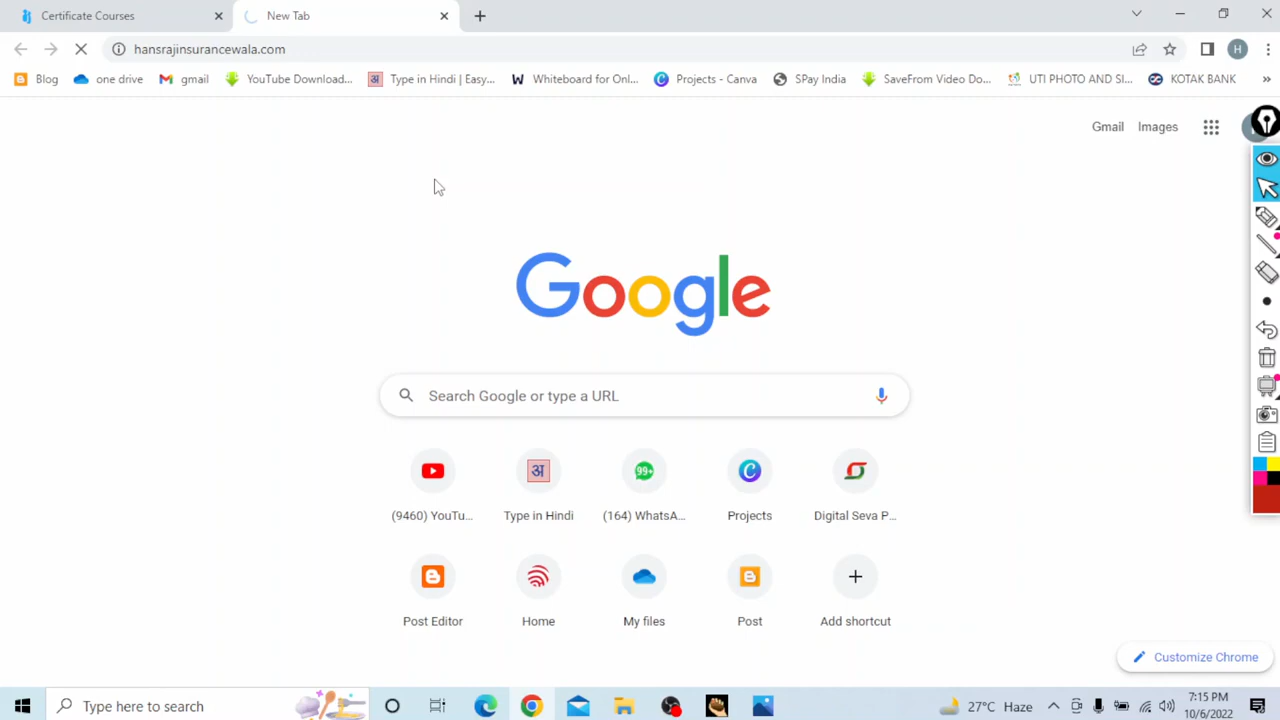 Certificate Courses
New Tab
hansrajinsurancewala.com
H
Blog
one drive
gmail
YouTube Download...
अ Type in Hindi | Easy...
W Whiteboard for Onl...
C Projects - Canva
SPay India
SaveFrom Video Do...
UTI PHOTO AND SI...
KOTAK BANK
»
Gmail
Images
Google
Search Google or type a URL
अ
99+
C
(9460) YouTu...
Type in Hindi
(164) WhatsA...
Projects
Digital Seva P...
Post Editor
Home
My files
Post
Add shortcut
Customize Chrome
Type here to search
27°C Haze
7:15 PM
10/6/2022